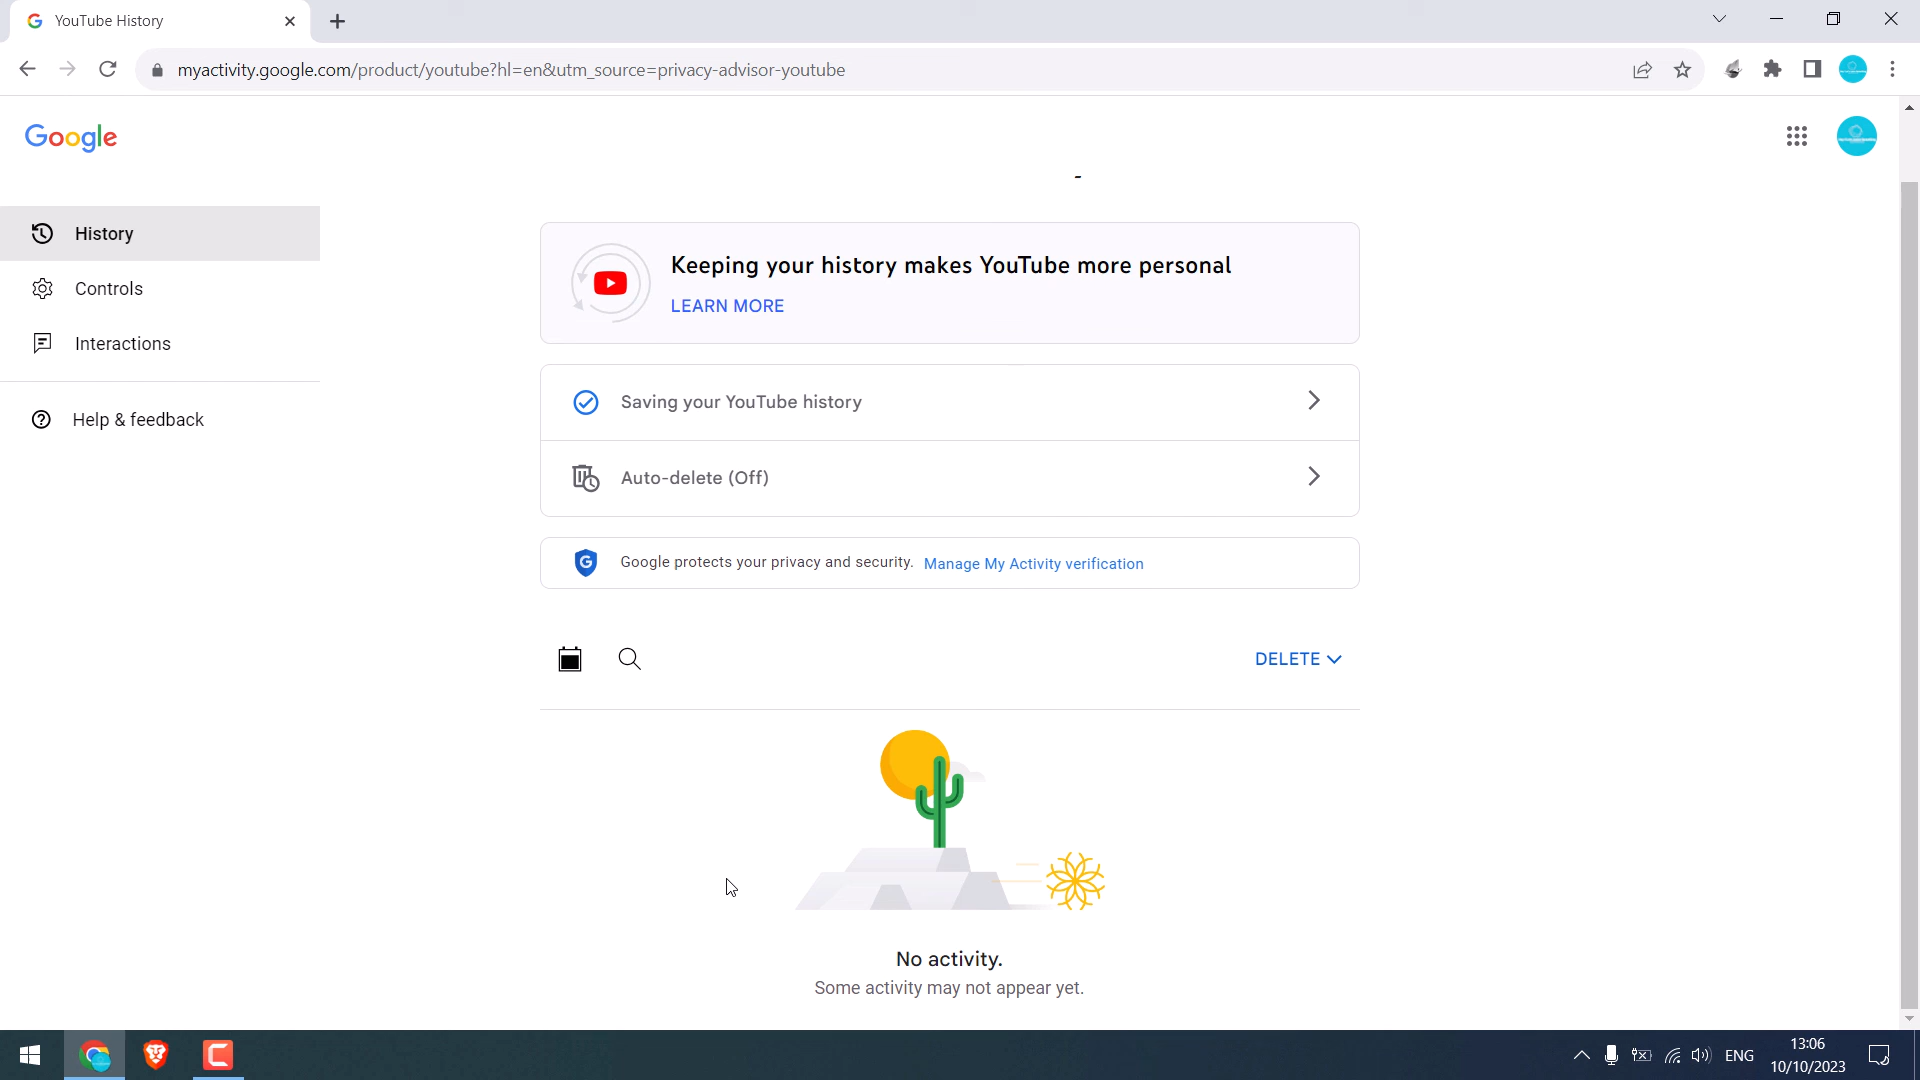 YouTube History
myactivity.google.com/product/youtube?hl=en&utm_source=privacy-advisor-youtube
Google
History
Controls
Interactions
Help & feedback
Keeping your history makes YouTube more personal
LEARN MORE
Saving your YouTube history
Auto-delete (Off)
Google protects your privacy and security. Manage My Activity verification
DELETE
No activity.
Some activity may not appear yet.
ENG
13:06
10/10/2023